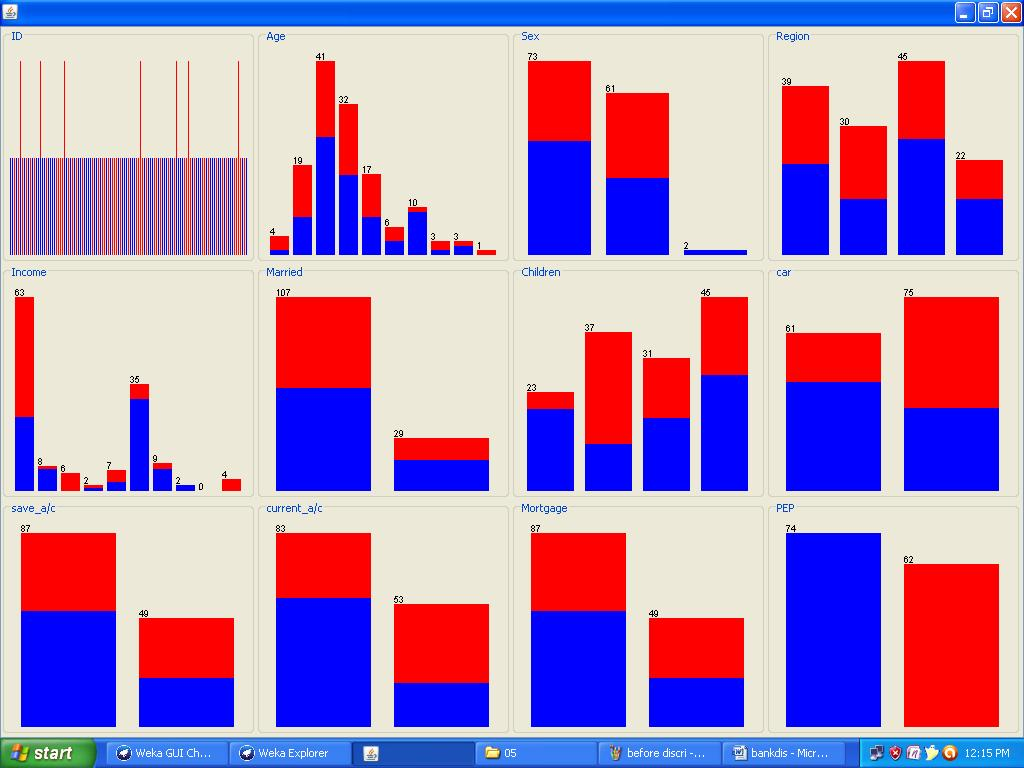 ID Age Sex Region
41 73 45
61 39
32
30
19 17 22
10
4 6 3 3 1 2
Income Married Children car
63 107 45 75
37 61
35 31
23
29
8 6 2 7 9 2 0 4
save_a/c current_a/c Mortgage PEP
87 83 87 74
62
49 53 49
start Weka GUI Ch... Weka Explorer 05 before discri -... bankdis - Micr... 12:15 PM